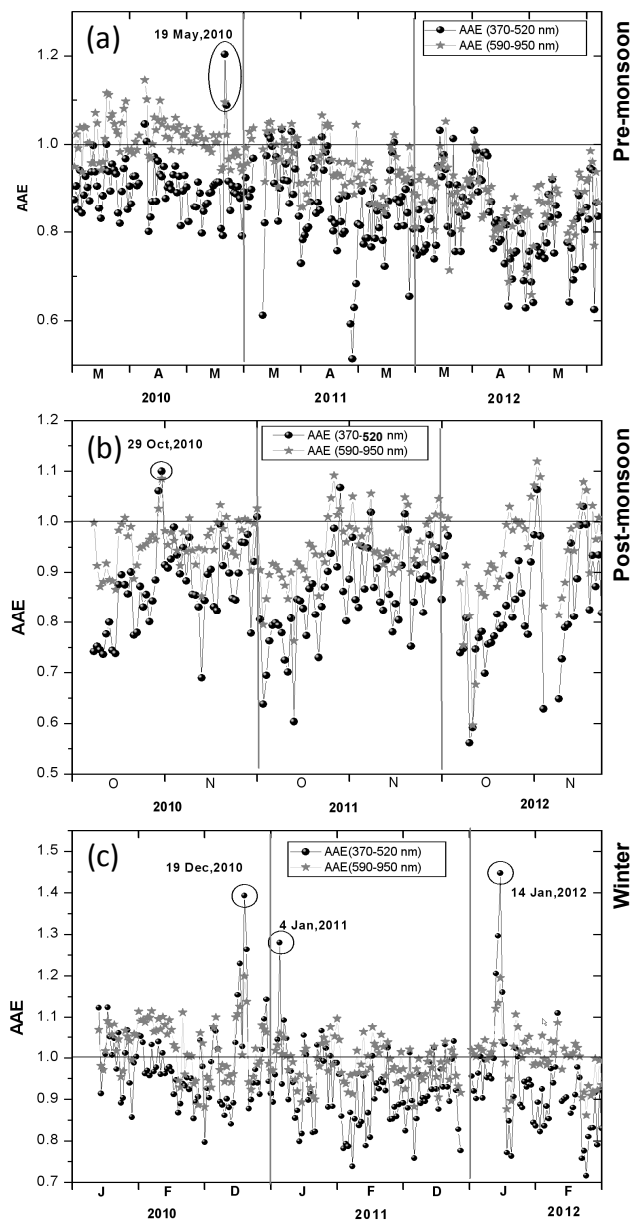 (a)
19 May,2010
AAE (370-520 nm)
AAE (590-950 nm)
1.2
1.0
0.8
0.6
AAE
M A M M A M M A M
2010 2011 2012
Pre-monsoon
(b)
29 Oct,2010
AAE (370-520 nm)
AAE (590-950 nm)
1.2
1.1
1.0
0.9
0.8
0.7
0.6
0.5
AAE
O N O N O N
2010 2011 2012
Post-monsoon
(c)
19 Dec,2010
4 Jan,2011
14 Jan,2012
AAE(370-520 nm)
AAE(590-950 nm)
1.5
1.4
1.3
1.2
1.1
1.0
0.9
0.8
0.7
AAE
J F D J F D J F
2010 2011 2012
Winter